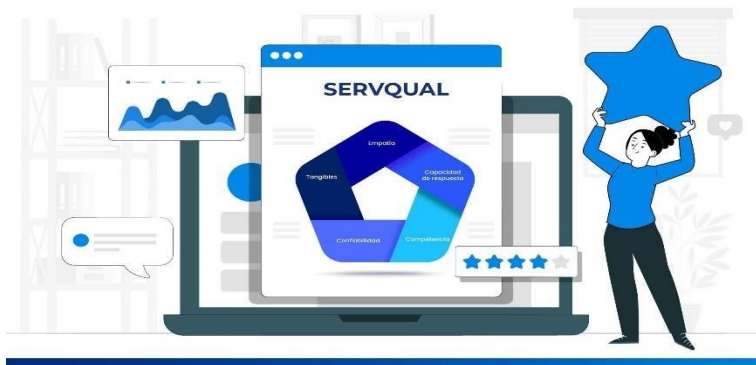 SERVQUAL
Empatía
Tangibles
Capacidad
de respuesta
Confiabilidad
Competencia